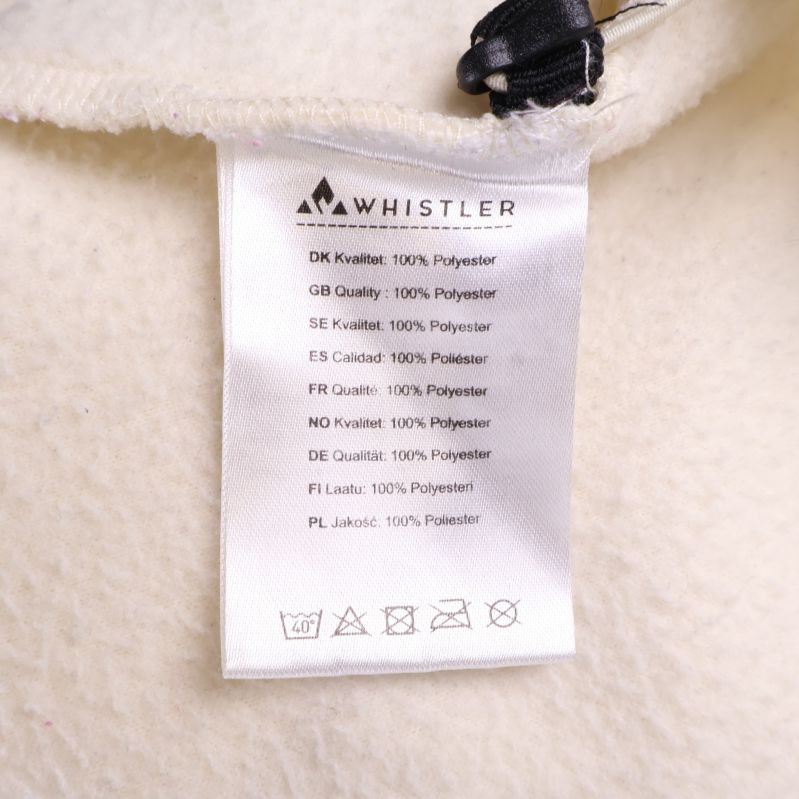 WHISTLER
DK Kvalitet: 100% Polyester
GB Quality : 100% Polyester
SE Kvalitet: 100% Polyester
ES Calidad: 100% Poliéster
FR Qualité: 100% Polyester
NO Kvalitet: 100% Polyester
DE Qualität: 100% Polyester
FI Laatu: 100% Polyesteri
PL Jakość: 100% Poliester
40°